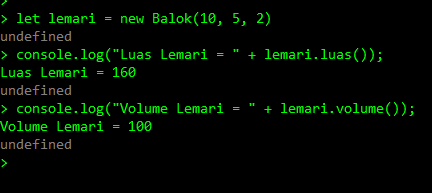 >
> let lemari = new Balok(10, 5, 2)
undefined
> console.log("Luas Lemari = " + lemari.luas());
Luas Lemari = 160
undefined
> console.log("Volume Lemari = " + lemari.volume());
Volume Lemari = 100
undefined
>